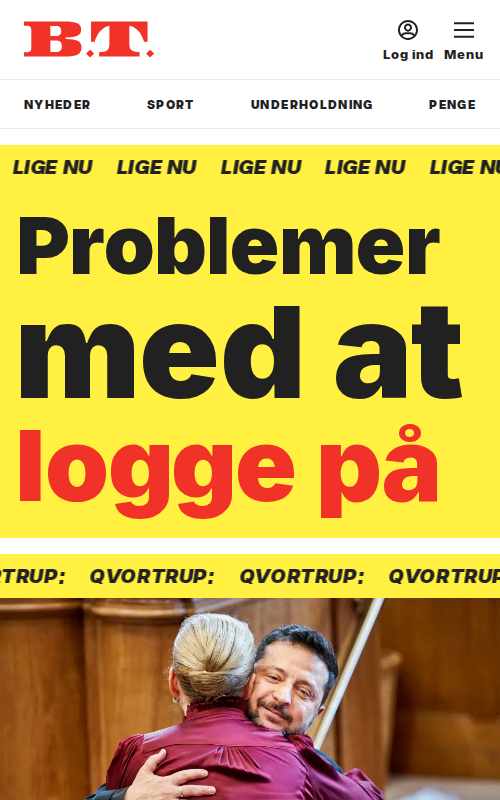 B.T.
Log ind Menu
NYHEDER SPORT UNDERHOLDNING PENGE
LIGE NU LIGE NU LIGE NU LIGE NU LIGE NU
Problemer
med at
logge på
TRUP: QVORTRUP: QVORTRUP: QVORTRUP